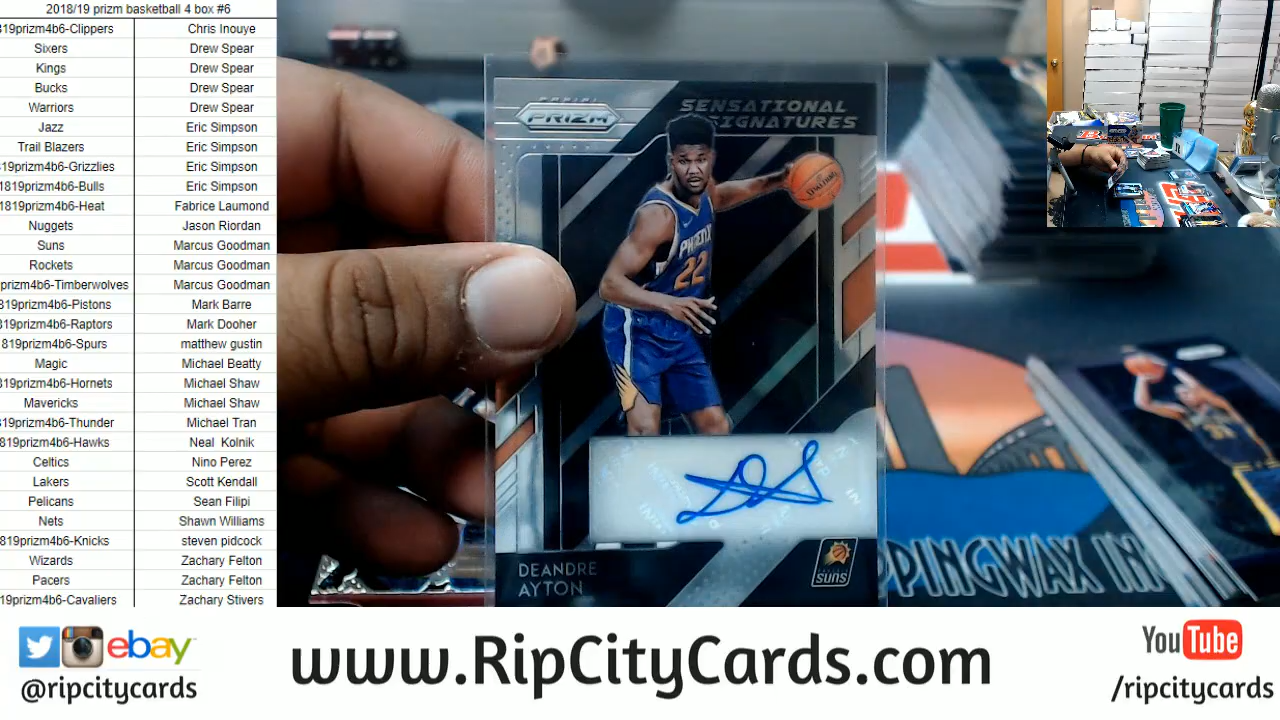 2018/19 prizm basketball 4 box #6
819prizm4b6-Clippers Chris Inouye
Sixers Drew Spear
Kings Drew Spear
Bucks Drew Spear
Warriors Drew Spear
Jazz Eric Simpson
Trail Blazers Eric Simpson
819prizm4b6-Grizzlies Eric Simpson
1819prizm4b6-Bulls Eric Simpson
1819prizm4b6-Heat Fabrice Laumond
Nuggets Jason Riordan
Suns Marcus Goodman
Rockets Marcus Goodman
prizm4b6-Timberwolves Marcus Goodman
819prizm4b6-Pistons Mark Barre
819prizm4b6-Raptors Mark Dooher
819prizm4b6-Spurs matthew gustin
Magic Michael Beatty
819prizm4b6-Hornets Michael Shaw
Mavericks Michael Shaw
19prizm4b6-Thunder Michael Tran
819prizm4b6-Hawks Neal Kolnik
Celtics Nino Perez
Lakers Scott Kendall
Pelicans Sean Filipi
Nets Shawn Williams
819prizm4b6-Knicks steven pidcock
Wizards Zachary Felton
Pacers Zachary Felton
19prizm4b6-Cavaliers Zachary Stivers
PANINI
PRIZM
SENSATIONAL
SIGNATURES
SPALDING
PHOENIX
22
DEANDRE
AYTON
SUNS
PPINGWAX IN
ebay
@ripcitycards
www.RipCityCards.com
YouTube
/ripcitycards